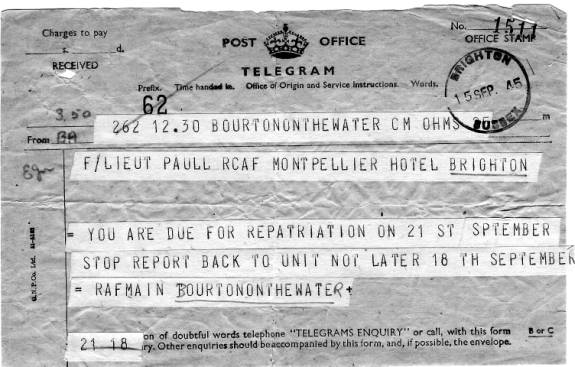 Charges to pay
s. d.
RECEIVED
POST OFFICE
TELEGRAM
No. 1511
OFFICE STAMP
BRIGHTON
15 SEP. 45
SUSSEX
Prefix. Time handed in. Office of Origin and Service Instructions. Words.
62
3.50
262 12.30 BOURTONONTHEWATER CM OHMS 25
m
From BA
F/LIEUT PAULL RCAF MONTPELLIER HOTEL BRIGHTON
= YOU ARE DUE FOR REPATRIATION ON 21 ST SPTEMBER
STOP REPORT BACK TO UNIT NOT LATER 18 TH SEPTEMBER
= RAFMAIN BOURTONONTHEWATER+
on of doubtful words telephone "TELEGRAMS ENQUIRY" or call, with this form
B or C
21 18 ry. Other enquiries should be accompanied by this form, and, if possible, the envelope.